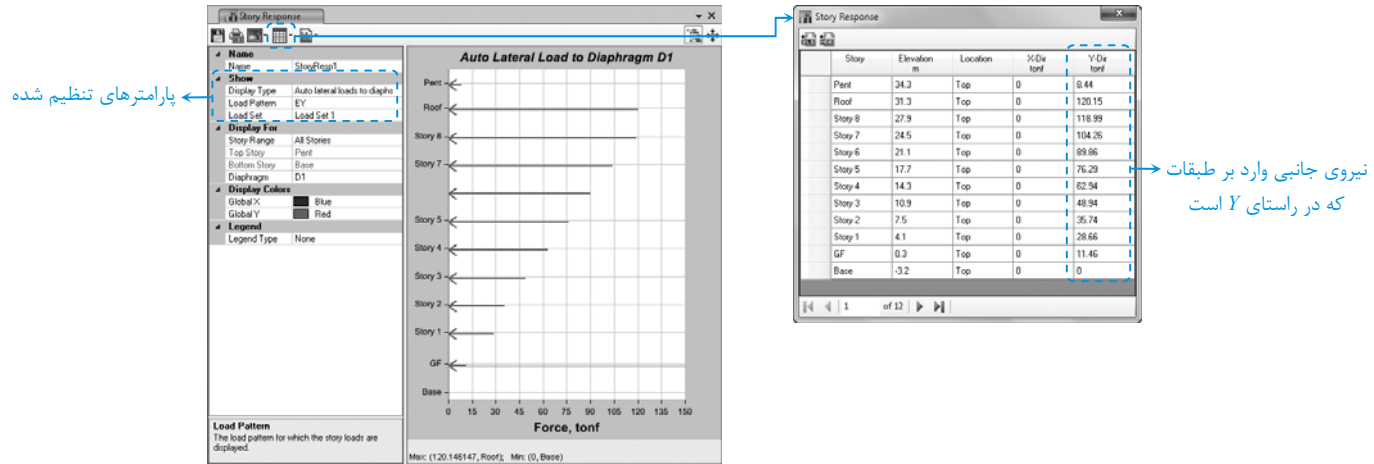 Story Response
Name
Name StoryResp1
Show
Display Type Auto lateral loads to diaphs
Load Pattern EY
Load Set Load Set 1
Display For
Story Range All Stories
Top Story Pent
Bottom Story Base
Diaphragm D1
Display Colors
Global X Blue
Global Y Red
Legend
Legend Type None
Load Pattern
The load pattern for which the story loads are
displayed.
پارامترهای تنظیم شده
Auto Lateral Load to Diaphragm D1
Pent
Roof
Story 8
Story 7
Story 5
Story 4
Story 3
Story 2
Story 1
GF
Base
0 15 30 45 60 75 90 105 120 135 150
Force, tonf
Max: (120.146147, Roof); Min: (0, Base)
Story Response
Story Elevation Location X-Dir Y-Dir
m tonf tonf
Pent 34.3 Top 0 8.44
Roof 31.3 Top 0 120.15
Story 8 27.9 Top 0 118.99
Story 7 24.5 Top 0 104.26
Story 6 21.1 Top 0 89.86
Story 5 17.7 Top 0 76.29
Story 4 14.3 Top 0 62.94
Story 3 10.9 Top 0 48.94
Story 2 7.5 Top 0 35.74
Story 1 4.1 Top 0 28.66
GF 0.3 Top 0 11.46
Base -3.2 Top 0 0
1 of 12
نیروی جانبی وارد بر طبقات
که در راستای Y است